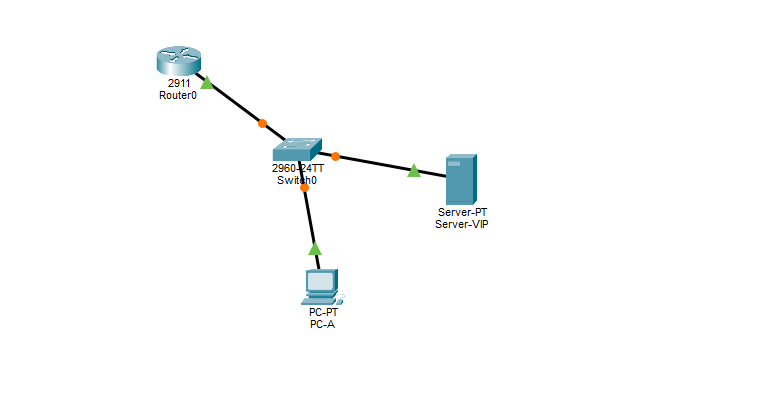 2911
Router0
2960-24TT
Switch0
Server-PT
Server-VIP
PC-PT
PC-A